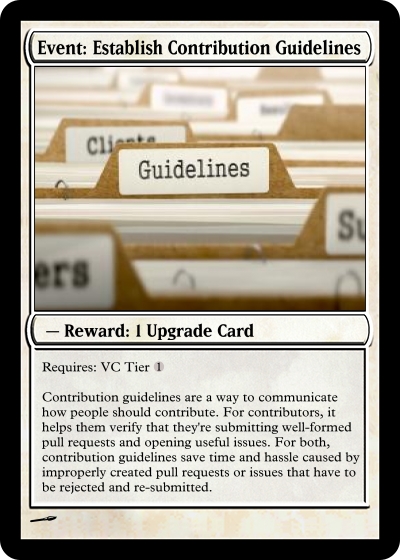 Event: Establish Contribution Guidelines
Clients
Guidelines
Su
ers
— Reward: 1 Upgrade Card
Requires: VC Tier 1
Contribution guidelines are a way to communicate
how people should contribute. For contributors, it
helps them verify that they're submitting well-formed
pull requests and opening useful issues. For both,
contribution guidelines save time and hassle caused by
improperly created pull requests or issues that have to
be rejected and re-submitted.